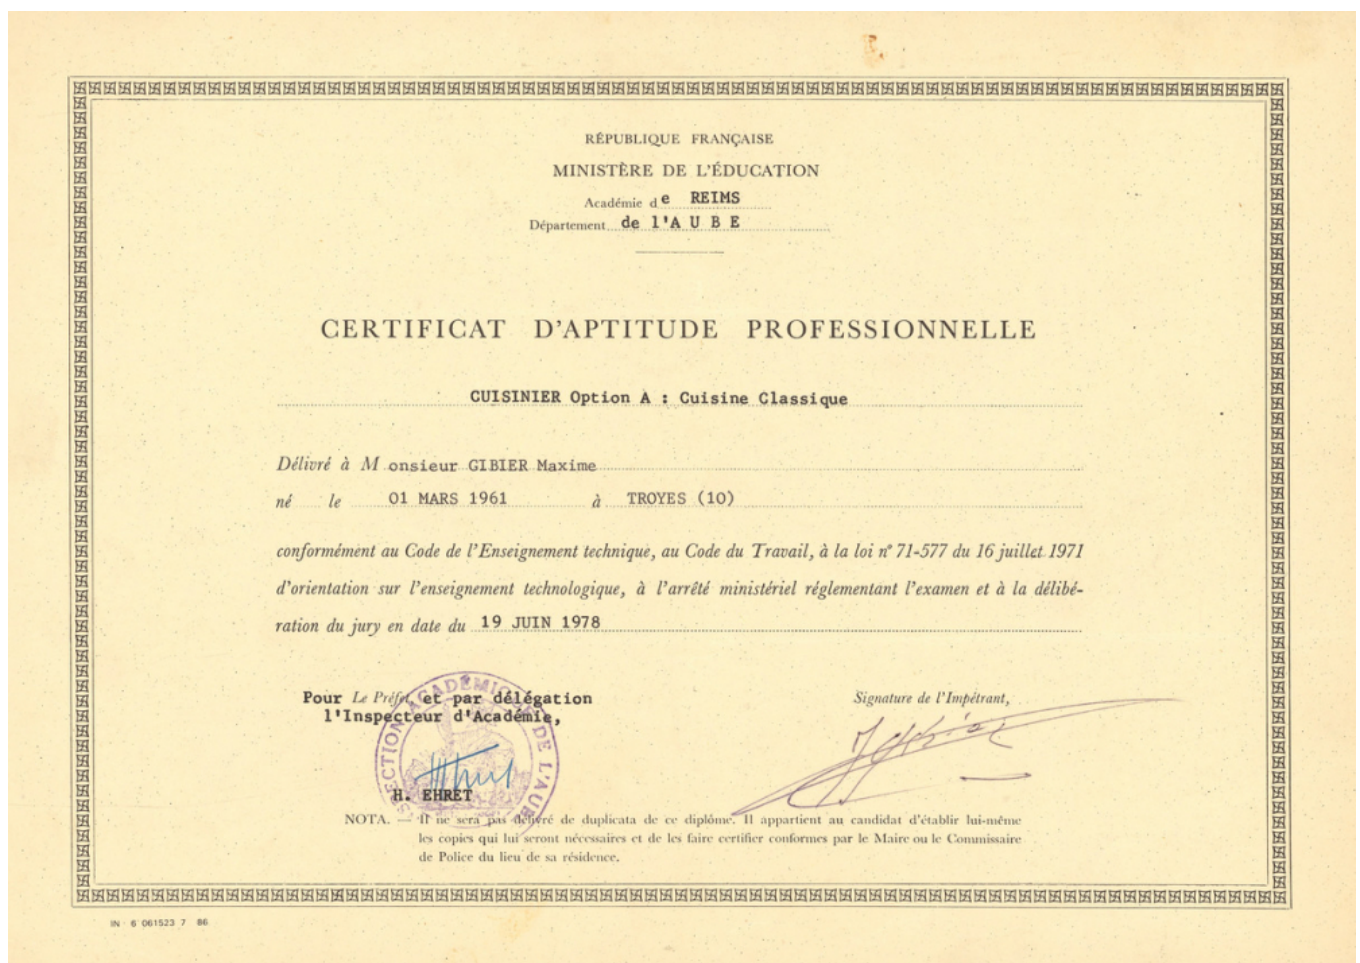 RÉPUBLIQUE FRANÇAISE
MINISTÈRE DE L'ÉDUCATION
Académie de REIMS
Département de l'A U B E
CERTIFICAT D'APTITUDE PROFESSIONNELLE
CUISINIER Option A : Cuisine Classique
Délivré à Monsieur GIBIER Maxime
né le 01 MARS 1961 à TROYES (10)
conformément au Code de l'Enseignement technique, au Code du Travail, à la loi n° 71-577 du 16 juillet 1971
d'orientation sur l'enseignement technologique, à l'arrêté ministériel réglementant l'examen et à la délibé-
ration du jury en date du 19 JUIN 1978
Pour Le Préfet, et par délégation
l'Inspecteur d'Académie,
H. EHRET
INSPECTION ACADÉMIQUE DE L'AUBE
Signature de l'Impétrant,
NOTA. — Il ne sera pas délivré de duplicata de ce diplôme. Il appartient au candidat d'établir lui-même
les copies qui lui seront nécessaires et de les faire certifier conformes par le Maire ou le Commissaire
de Police du lieu de sa résidence.
IN · 6 061523 7 86